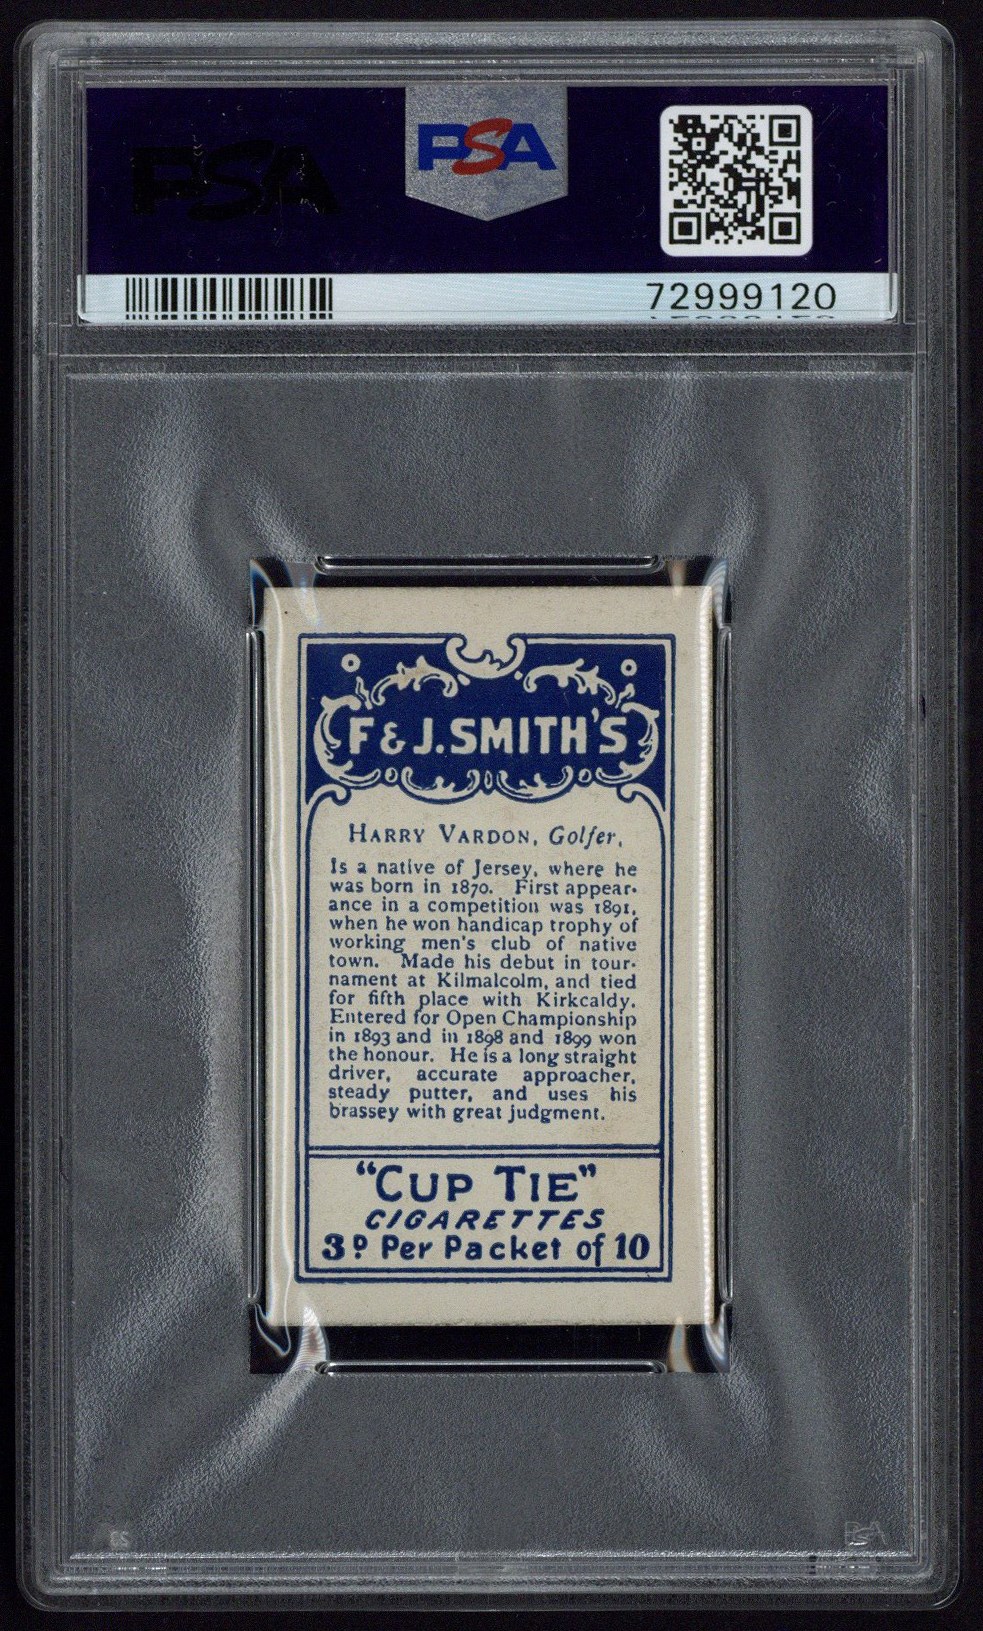 PSA
PSA
72999120
F & J. SMITH'S
HARRY VARDON, Golfer,
Is a native of Jersey, where he
was born in 1870. First appear-
ance in a competition was 1891,
when he won handicap trophy of
working men's club of native
town. Made his debut in tour-
nament at Kilmalcolm, and tied
for fifth place with Kirkcaldy.
Entered for Open Championship
in 1893 and in 1898 and 1899 won
the honour. He is a long straight
driver, accurate approacher,
steady putter, and uses his
brassey with great judgment.
"CUP TIE"
CIGARETTES
3D Per Packet of 10
PSA